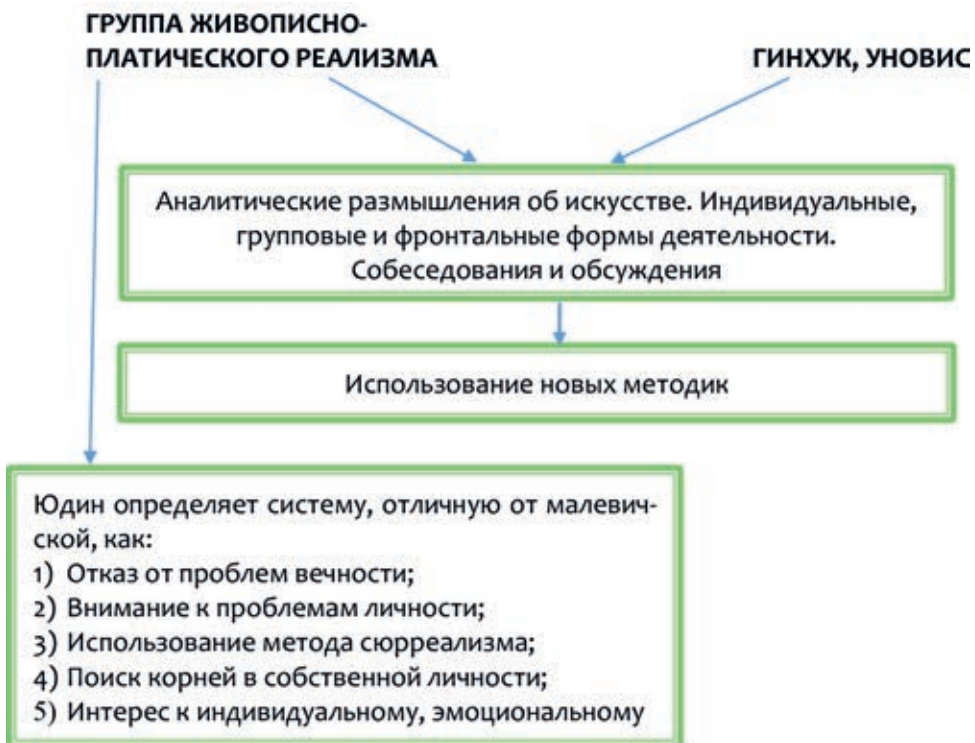 ГРУППА ЖИВОПИСНО-
ПЛАТИЧЕСКОГО РЕАЛИЗМА
ГИНХУК, УНОВИС
Аналитические размышления об искусстве. Индивидуальные,
групповые и фронтальные формы деятельности.
Собеседования и обсуждения
Использование новых методик
Юдин определяет систему, отличную от малевич-
ской, как:
1) Отказ от проблем вечности;
2) Внимание к проблемам личности;
3) Использование метода сюрреализма;
4) Поиск корней в собственной личности;
5) Интерес к индивидуальному, эмоциональному